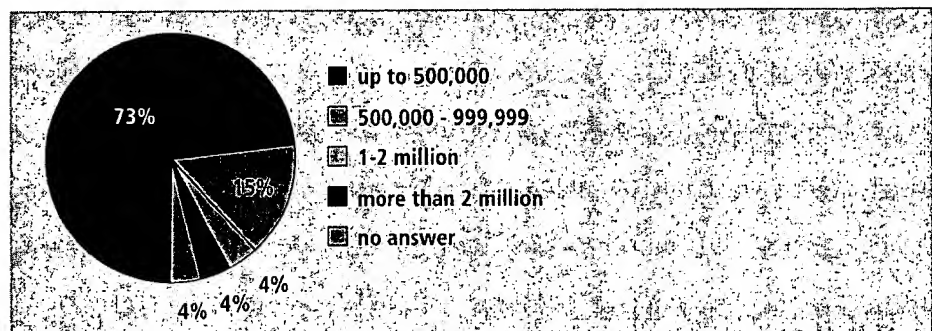 73%
15%
4%
4%
4%
up to 500,000
500,000 - 999,999
1-2 million
more than 2 million
no answer